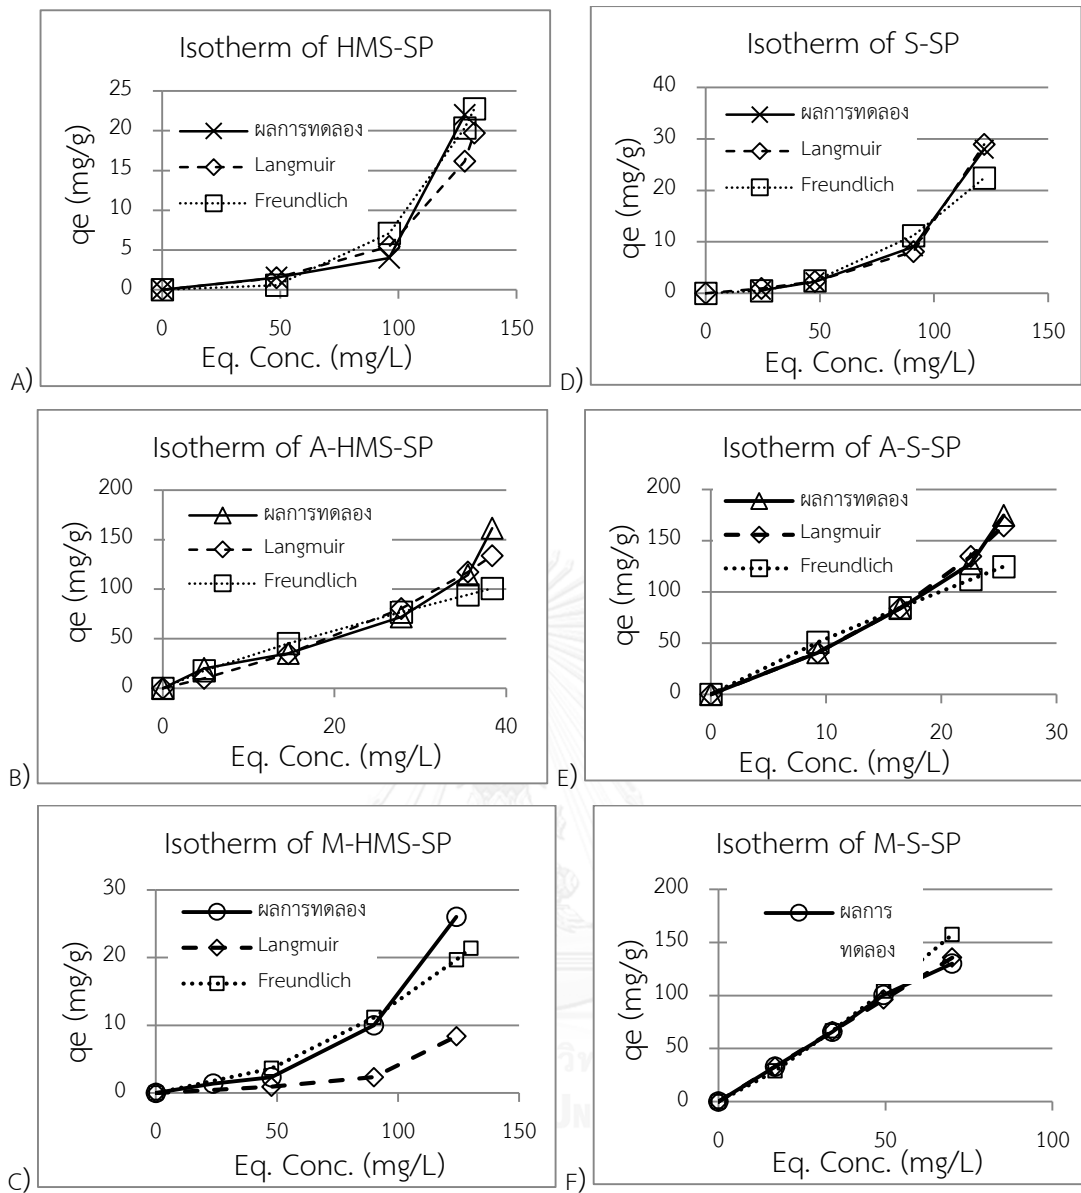 Isotherm of HMS-SP
25
20
15
10
5
0
qe (mg/g)
ผลการทดลอง
Langmuir
Freundlich
0 50 100 150
Eq. Conc. (mg/L)
A)
Isotherm of S-SP
40
30
20
10
0
qe (mg/g)
ผลการทดลอง
Langmuir
Freundlich
0 50 100 150
Eq. Conc. (mg/L)
D)
Isotherm of A-HMS-SP
200
150
100
50
0
qe (mg/g)
ผลการทดลอง
Langmuir
Freundlich
0 20 40
Eq. Conc. (mg/L)
B)
Isotherm of A-S-SP
200
150
100
50
0
qe (mg/g)
ผลการทดลอง
Langmuir
Freundlich
0 10 20 30
Eq. Conc. (mg/L)
E)
Isotherm of M-HMS-SP
30
20
10
0
qe (mg/g)
ผลการทดลอง
Langmuir
Freundlich
0 50 100 150
Eq. Conc. (mg/L)
C)
Isotherm of M-S-SP
200
150
100
50
0
qe (mg/g)
ผลการ
ทดลอง
0 50 100
Eq. Conc. (mg/L)
F)